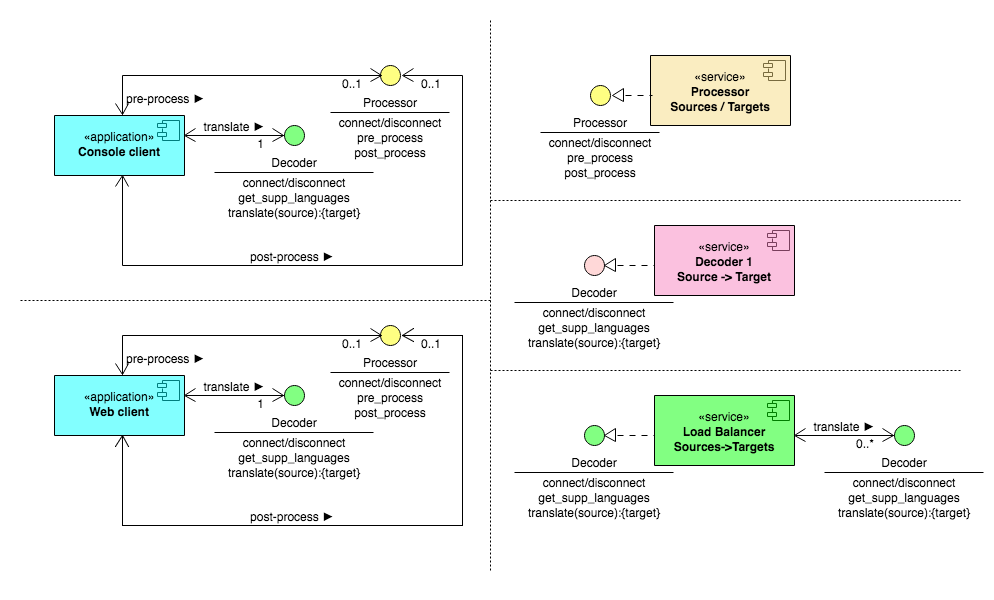 0..1
0..1
pre-process ►
Processor
connect/disconnect
pre_process
post_process
«application»
Console client
translate ►
1
Decoder
connect/disconnect
get_supp_languages
translate(source):{target}
post-process ►
0..1
0..1
pre-process ►
Processor
connect/disconnect
pre_process
post_process
«application»
Web client
translate ►
1
Decoder
connect/disconnect
get_supp_languages
translate(source):{target}
post-process ►
«service»
Processor
Sources / Targets
Processor
connect/disconnect
pre_process
post_process
«service»
Decoder 1
Source -> Target
Decoder
connect/disconnect
get_supp_languages
translate(source):{target}
«service»
Load Balancer
Sources->Targets
translate ►
0..*
Decoder
connect/disconnect
get_supp_languages
translate(source):{target}
Decoder
connect/disconnect
get_supp_languages
translate(source):{target}